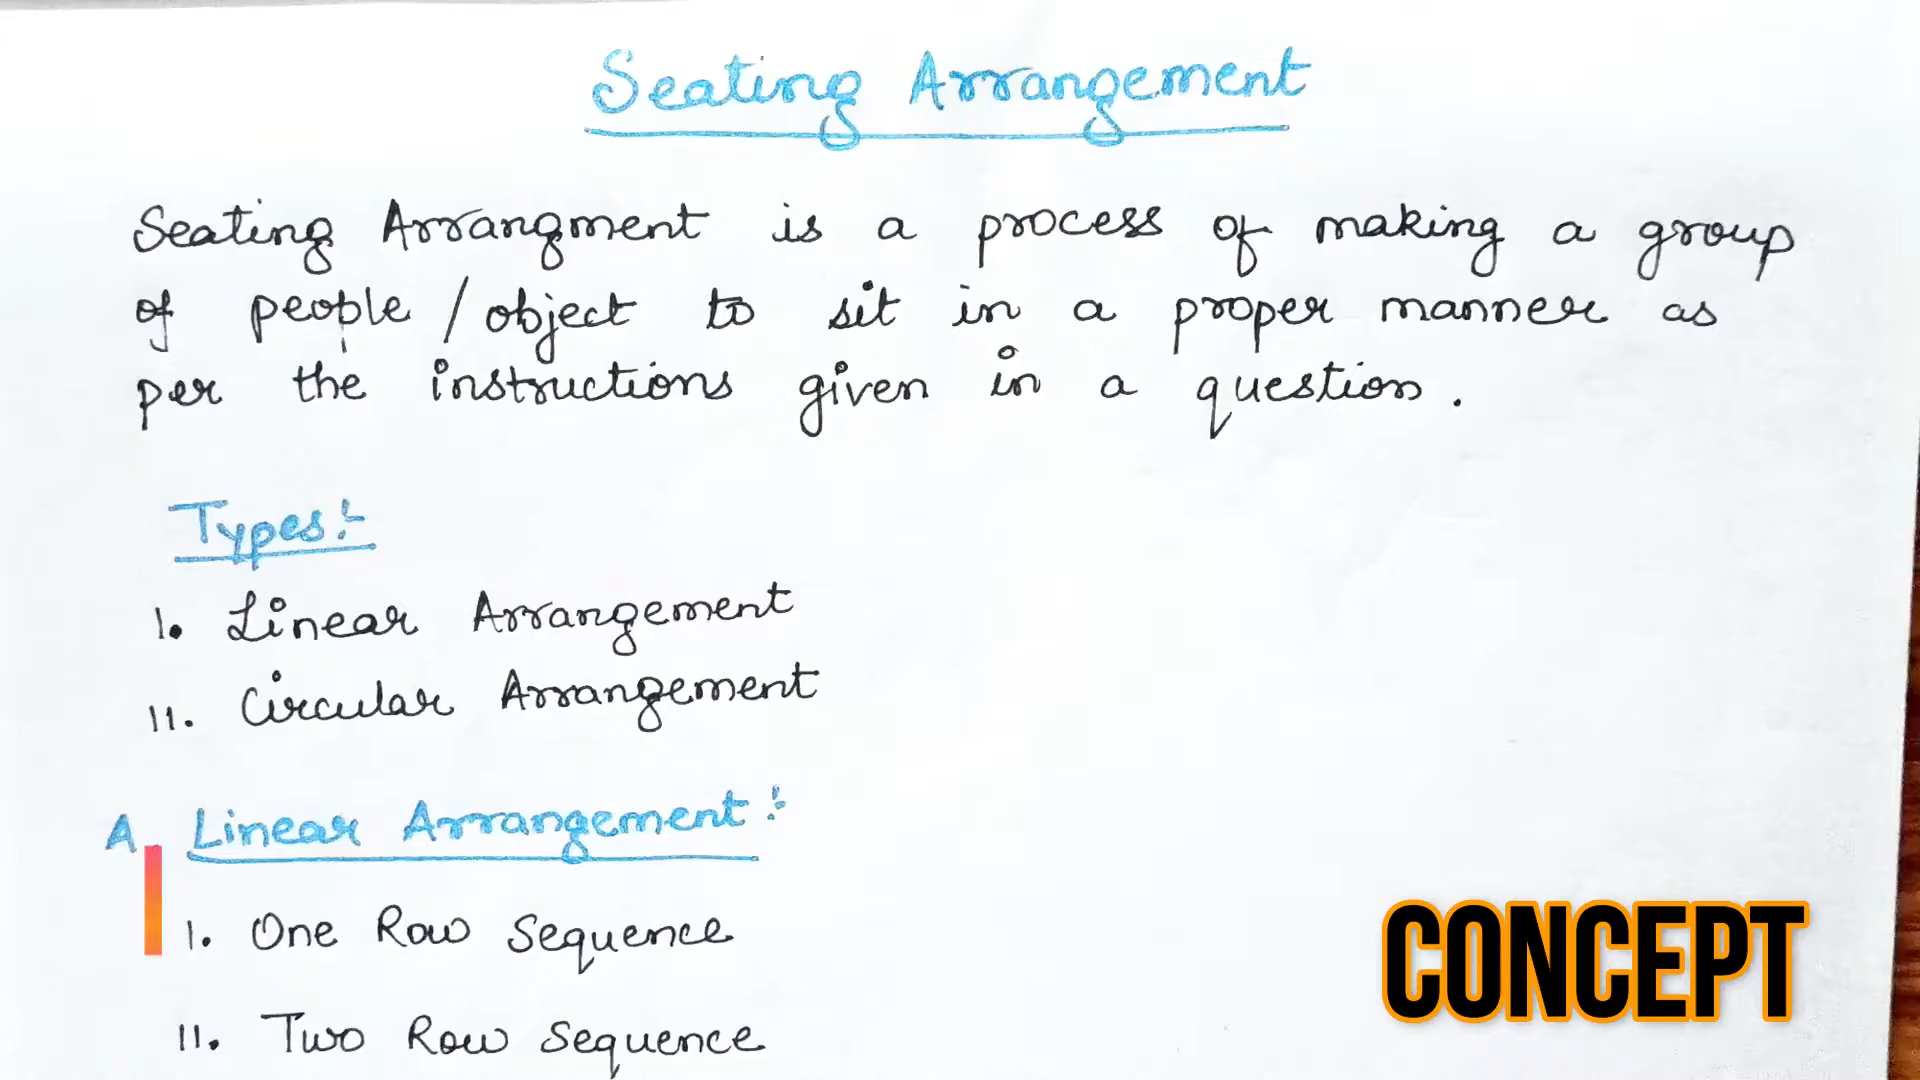 Seating Arrangement
Seating Arrangment is a process of making a group
of people / object to sit in a proper manner as
per the instructions given in a question.
Types:-
I. Linear Arrangement
II. Circular Arrangement
A. Linear Arrangement:-
I. One Row Sequence
II. Two Row Sequence
CONCEPT